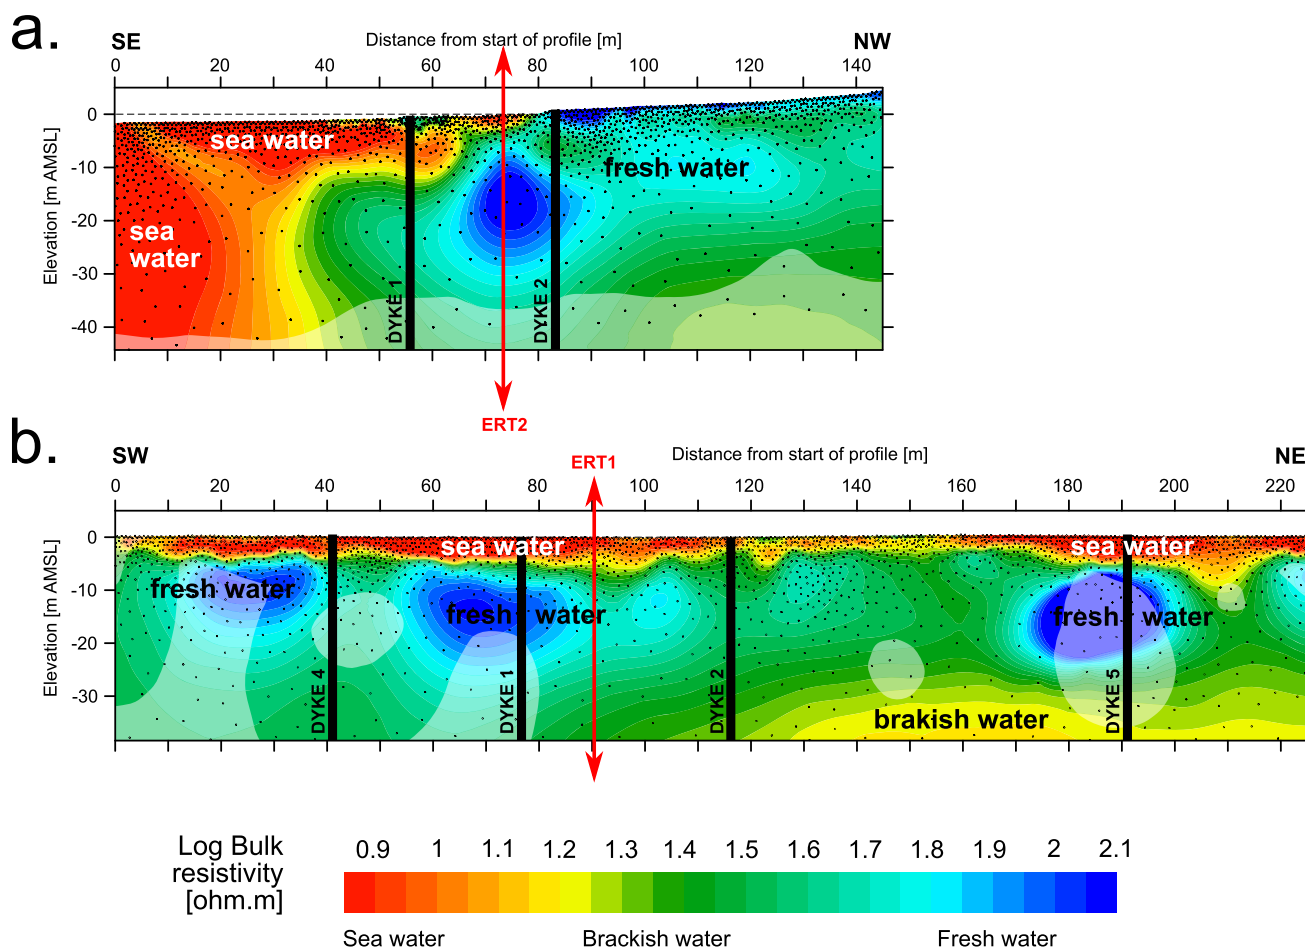 a.
SE
Distance from start of profile [m]
NW
0 20 40 60 80 100 120 140
Elevation [m AMSL]
0
-10
-20
-30
-40
sea water
fresh water
sea
water
DYKE 1
DYKE 2
ERT2
b.
SW
ERT1
Distance from start of profile [m]
NE
0 20 40 60 80 100 120 140 160 180 200 220
Elevation [m AMSL]
0
-10
-20
-30
sea water
sea water
fresh water
fresh water
fresh water
brakish water
DYKE 4
DYKE 1
DYKE 2
DYKE 5
Log Bulk
resistivity
[ohm.m]
0.9 1 1.1 1.2 1.3 1.4 1.5 1.6 1.7 1.8 1.9 2 2.1
Sea water Brackish water Fresh water